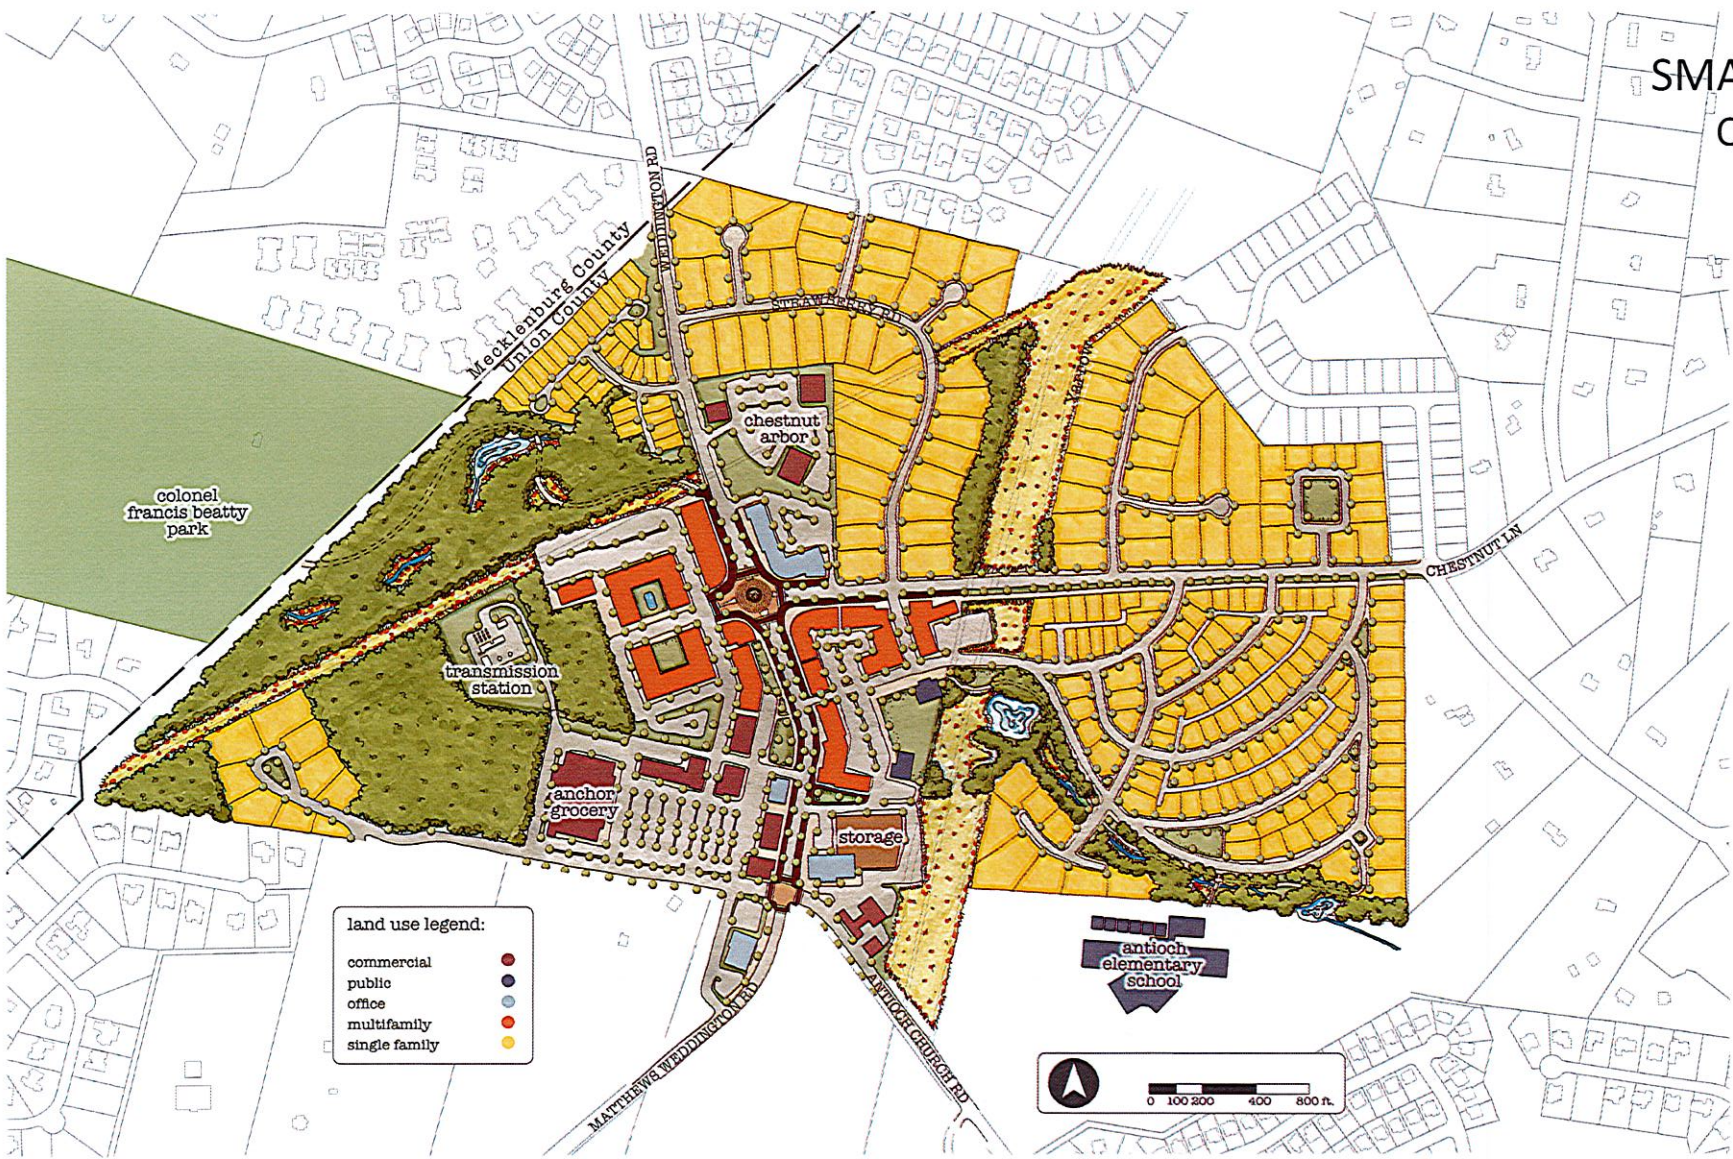 SMA
WEDDINGTON RD
Mecklenburg County
Union County
STRAWBERRY RD
chestnut
arbor
colonel
francis beatty
park
CHESTNUT LN
transmission
station
anchor
grocery
storage
land use legend:
commercial
public
office
multifamily
single family
antioch
elementary
school
ANTIOCH CHURCH RD
MATTHEWS WEDDINGTON RD
0 100 200 400 800 ft.